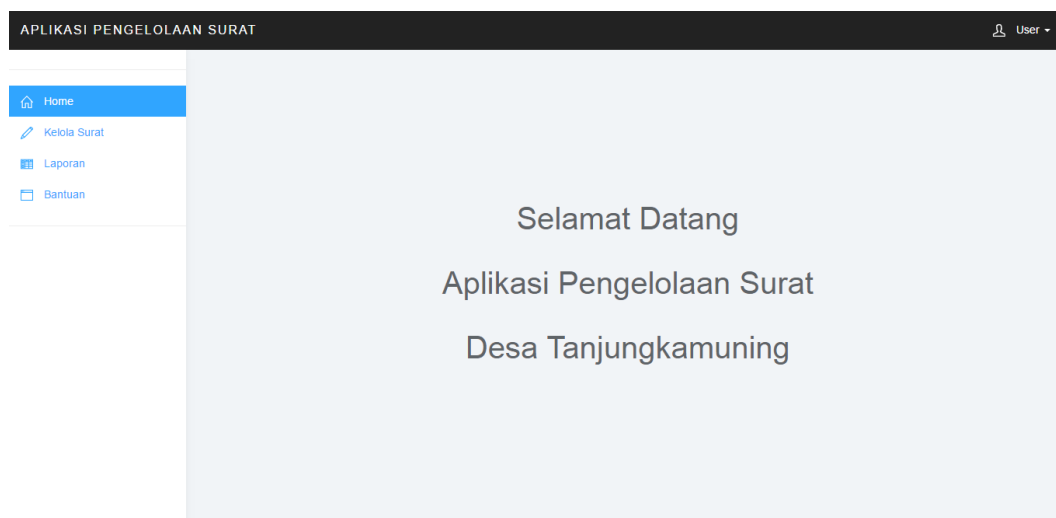 APLIKASI PENGELOLAAN SURAT
User
Home
Kelola Surat
Laporan
Bantuan
Selamat Datang
Aplikasi Pengelolaan Surat
Desa Tanjungkamuning